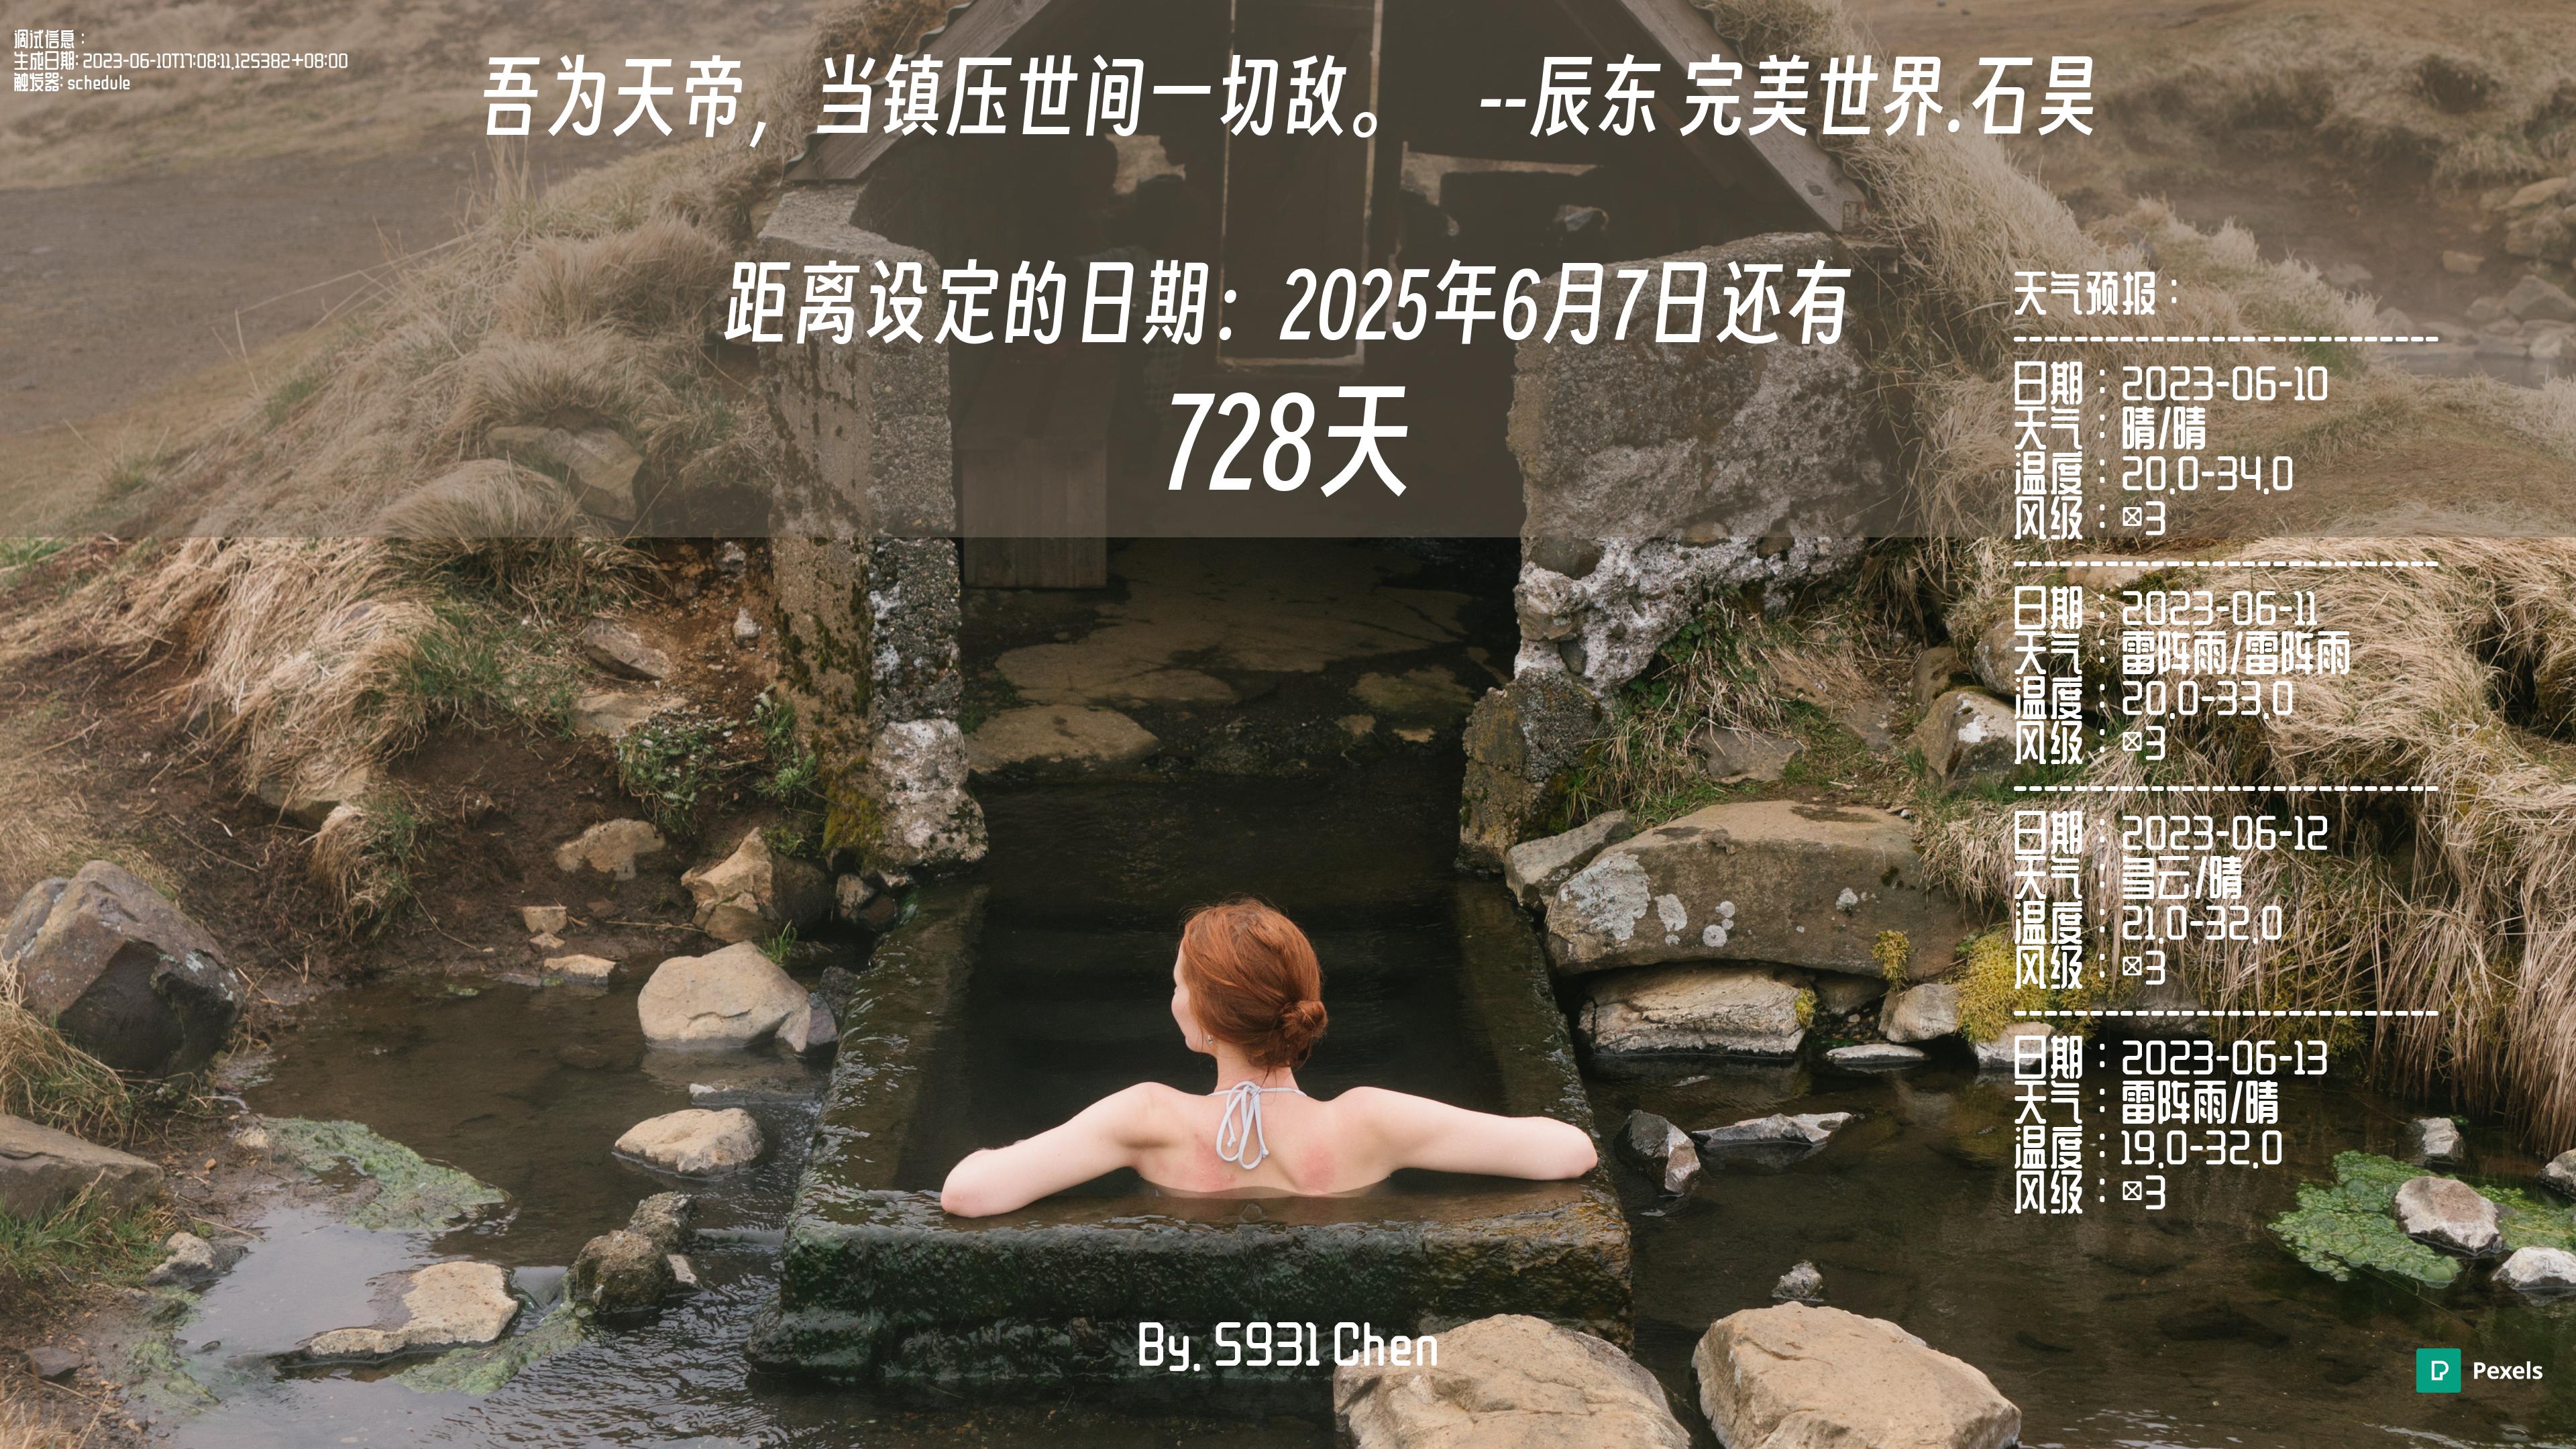 调试信息：
生成日期: 2023-06-10T17:08:11.125382+08:00
触发器: schedule
吾为天帝，当镇压世间一切敌。 --辰东 完美世界.石昊
距离设定的日期：2025年6月7日还有
728天
天气预报：
----------------------------
日期：2023-06-10
天气：晴/晴
温度：20.0-34.0
风级：☒3
----------------------------
日期：2023-06-11
天气：雷阵雨/雷阵雨
温度：20.0-33.0
风级：☒3
----------------------------
日期：2023-06-12
天气：多云/晴
温度：21.0-32.0
风级：☒3
----------------------------
日期：2023-06-13
天气：雷阵雨/晴
温度：19.0-32.0
风级：☒3
By. 5931 Chen
Pexels